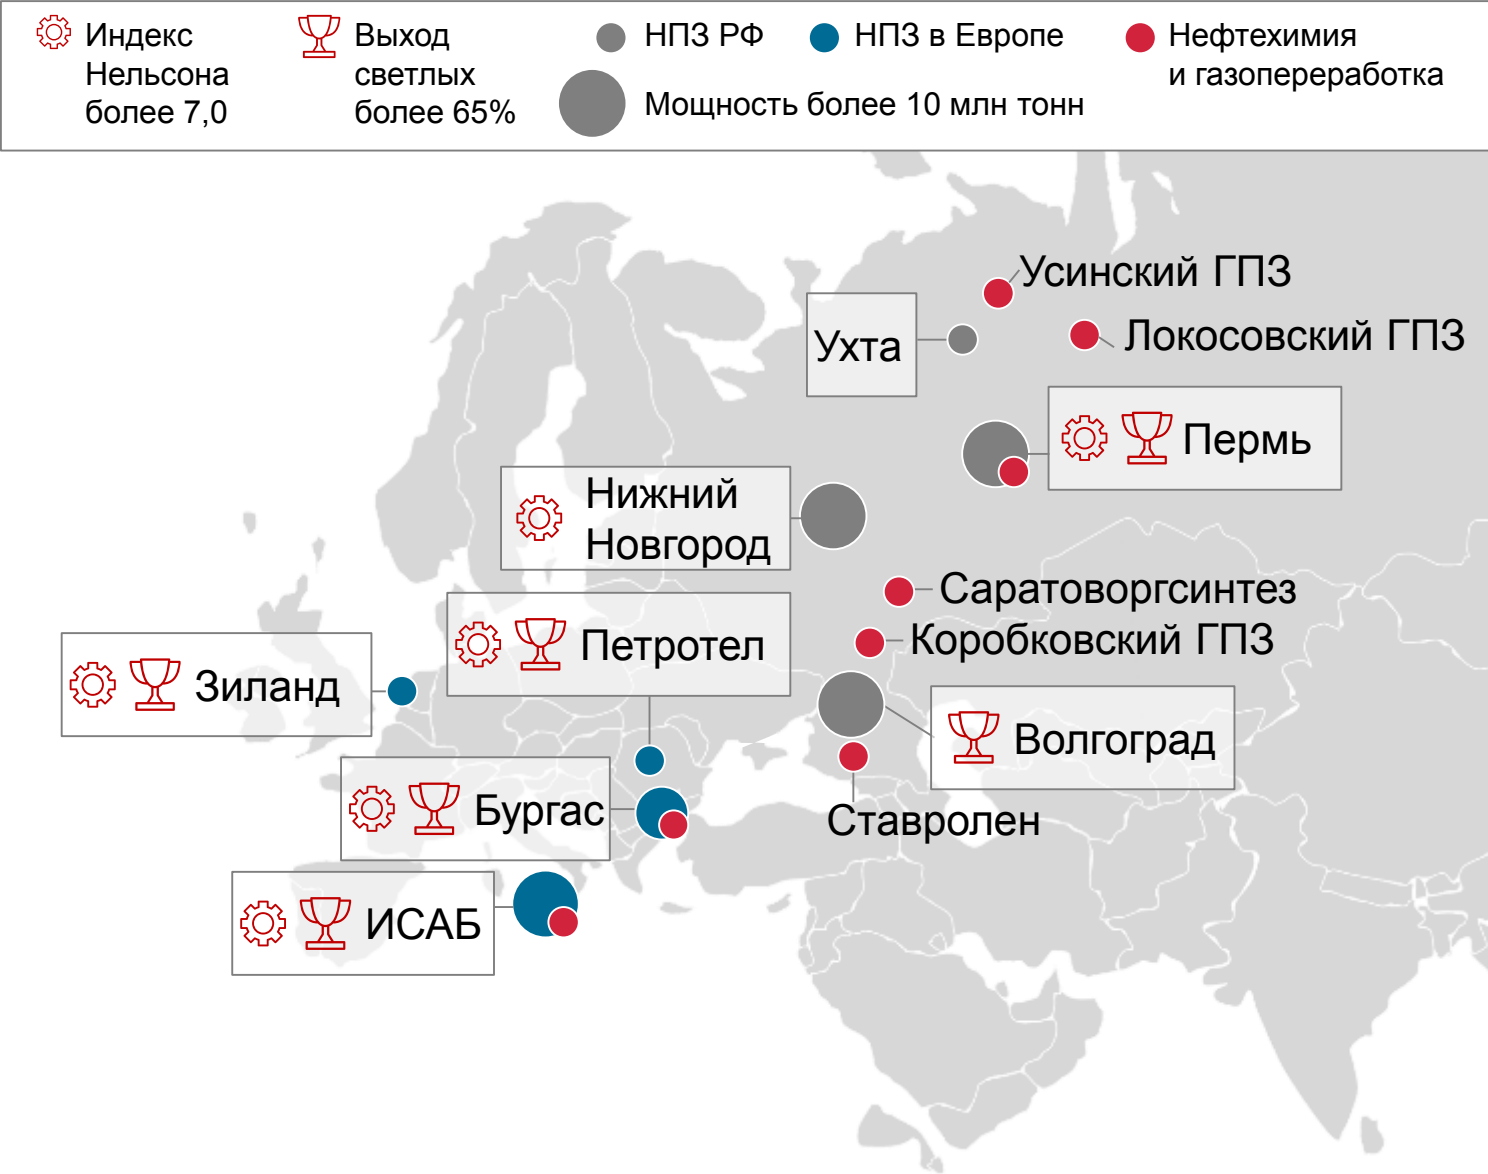 Индекс
Нельсона
более 7,0
Выход
светлых
более 65%
НПЗ РФ
НПЗ в Европе
Нефтехимия
и газопереработка
Мощность более 10 млн тонн
Усинский ГПЗ
Ухта
Локосовский ГПЗ
Пермь
Нижний
Новгород
Саратоворгсинтез
Петротел
Коробковский ГПЗ
Зиланд
Волгоград
Бургас
Ставролен
ИСАБ